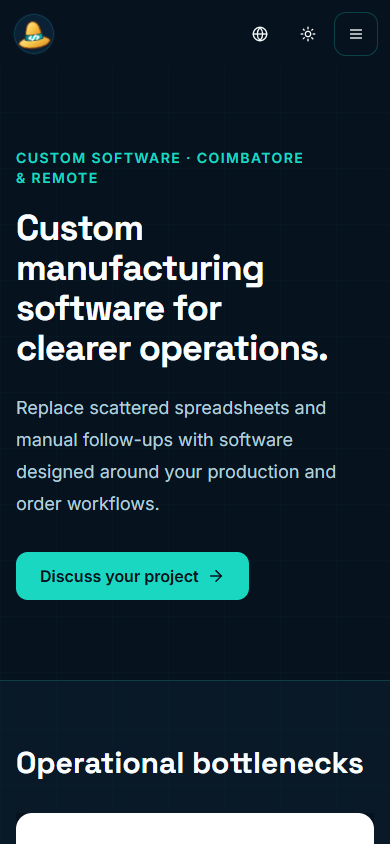 CUSTOM SOFTWARE · COIMBATORE
& REMOTE
Custom
manufacturing
software for
clearer operations.
Replace scattered spreadsheets and
manual follow-ups with software
designed around your production and
order workflows.
Discuss your project →
Operational bottlenecks